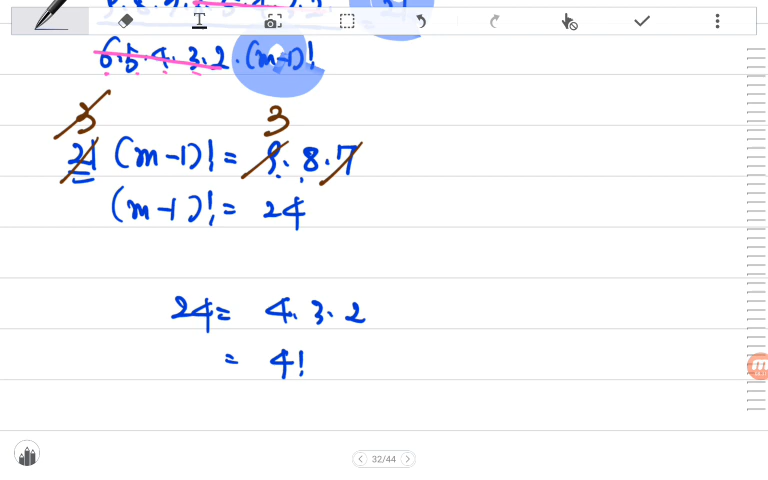 6·5·4·3·2·(m-1)!
3 3
21 (m-1)! = 9·8·7
(m-1)! = 24
24 = 4·3·2
= 4!
32/44